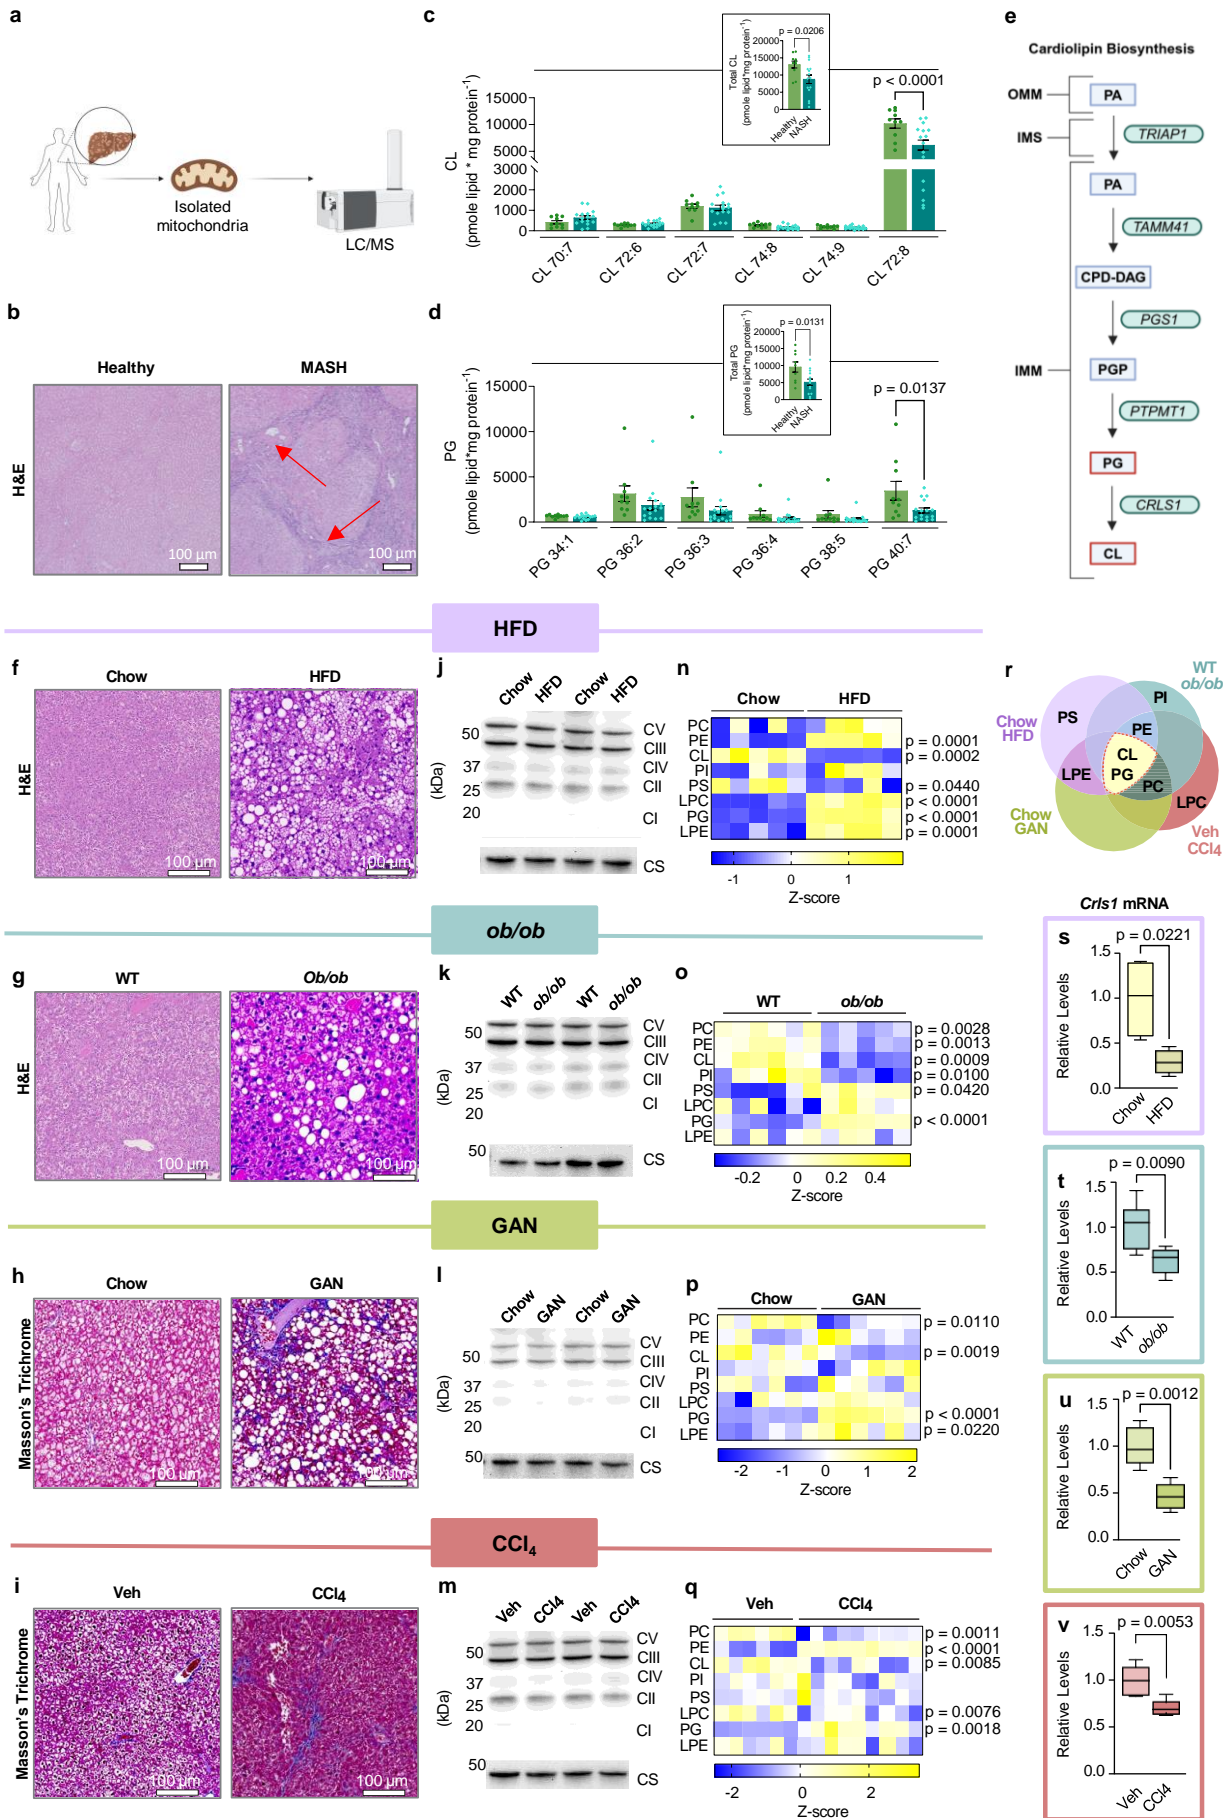 a
Isolated
mitochondria
LC/MS
b
Healthy
MASH
H&E
100 µm
100 µm
c
CL
(pmole lipid * mg protein⁻¹)
15000
10000
5000
3000
2000
1000
0
CL 70:7
CL 72:6
CL 72:7
CL 74:8
CL 74:9
CL 72:8
p < 0.0001
p = 0.0206
Total CL
(pmole lipid*mg protein⁻¹)
20000
15000
10000
5000
0
Healthy
NASH
d
PG
(pmole lipid*mg protein⁻¹)
15000
10000
5000
0
PG 34:1
PG 36:2
PG 36:3
PG 36:4
PG 38:5
PG 40:7
p = 0.0137
p = 0.0131
Total PG
(pmole lipid*mg protein⁻¹)
20000
15000
10000
5000
0
Healthy
NASH
e
Cardiolipin Biosynthesis
OMM
PA
IMS
TRIAP1
PA
TAMM41
CPD-DAG
PGS1
IMM
PGP
PTPMT1
PG
CRLS1
CL
HFD
f
Chow
HFD
H&E
100 µm
100 µm
j
Chow
HFD
Chow
HFD
(kDa)
50
37
25
20
CV
CIII
CIV
CII
CI
CS
n
Chow
HFD
PC
PE
CL
PI
PS
LPC
PG
LPE
p = 0.0001
p = 0.0002
p = 0.0440
p < 0.0001
p < 0.0001
p = 0.0001
-1
0
1
Z-score
r
WT
ob/ob
Chow
HFD
Chow
GAN
Veh
CCl4
PI
PS
PE
CL
PG
LPE
PC
LPC
ob/ob
g
WT
Ob/ob
H&E
100 µm
100 µm
k
WT
ob/ob
WT
ob/ob
(kDa)
50
37
25
20
50
CV
CIII
CIV
CII
CI
CS
o
WT
ob/ob
PC
PE
CL
PI
PS
LPC
PG
LPE
p = 0.0028
p = 0.0013
p = 0.0009
p = 0.0100
p = 0.0420
p < 0.0001
-0.2
0
0.2
0.4
Z-score
Crls1 mRNA
s
p = 0.0221
Relative Levels
1.5
1.0
0.5
0.0
Chow
HFD
t
p = 0.0090
Relative Levels
1.5
1.0
0.5
0.0
WT
ob/ob
GAN
h
Chow
GAN
Masson's Trichrome
100 µm
100 µm
l
Chow
GAN
Chow
GAN
(kDa)
50
37
25
20
50
CV
CIII
CIV
CII
CI
CS
p
Chow
GAN
PC
PE
CL
PI
PS
LPC
PG
LPE
p = 0.0110
p = 0.0019
p < 0.0001
p = 0.0220
-2
-1
0
1
2
Z-score
u
p = 0.0012
Relative Levels
1.5
1.0
0.5
0.0
Chow
GAN
CCl₄
i
Veh
CCl₄
Masson's Trichrome
100 µm
100 µm
m
Veh
CCl4
Veh
CCl4
(kDa)
50
37
25
20
50
CV
CIII
CIV
CII
CI
CS
q
Veh
CCl₄
PC
PE
CL
PI
PS
LPC
PG
LPE
p = 0.0011
p < 0.0001
p = 0.0085
p = 0.0076
p = 0.0018
-2
0
2
Z-score
v
p = 0.0053
Relative Levels
1.5
1.0
0.5
0.0
Veh
CCl4